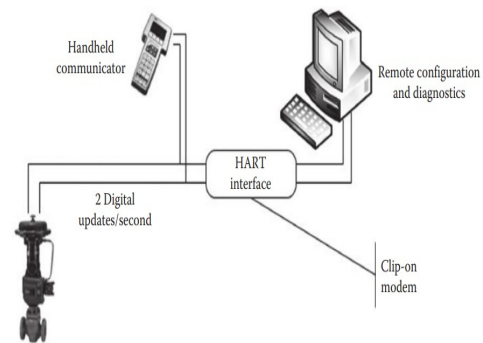 Handheld
communicator
Remote configuration
and diagnostics
HART
interface
2 Digital
updates/second
Clip-on
modem